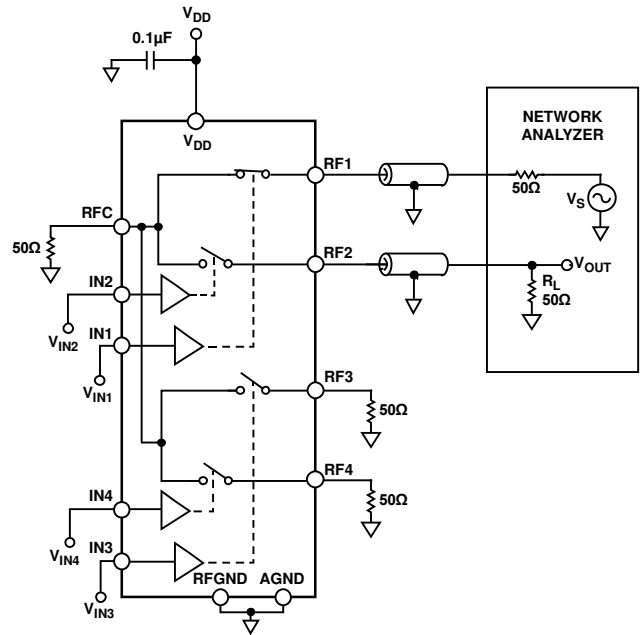 VDD
0.1µF
VDD
NETWORK
ANALYZER
RF1
50Ω
VS
RFC
50Ω
RF2
VOUT
RL
50Ω
IN2
VIN2
IN1
VIN1
RF3
50Ω
RF4
50Ω
IN4
VIN4
IN3
VIN3
RFGND AGND